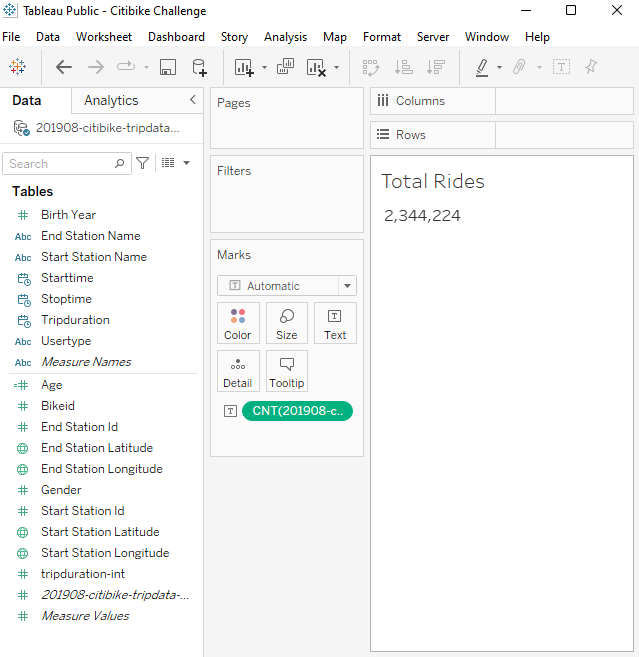 Tableau Public - Citibike Challenge
File Data Worksheet Dashboard Story Analysis Map Format Server Window Help
Data Analytics
201908-citibike-tripdata...
Search
Tables
# Birth Year
Abc End Station Name
Abc Start Station Name
Starttime
Stoptime
Tripduration
Abc Usertype
Abc Measure Names
=# Age
# Bikeid
# End Station Id
End Station Latitude
End Station Longitude
# Gender
# Start Station Id
Start Station Latitude
Start Station Longitude
# tripduration-int
# 201908-citibike-tripdata-...
# Measure Values
Pages
Filters
Marks
T Automatic
Color Size Text
Detail Tooltip
T CNT(201908-c..
Columns
Rows
Total Rides
2,344,224